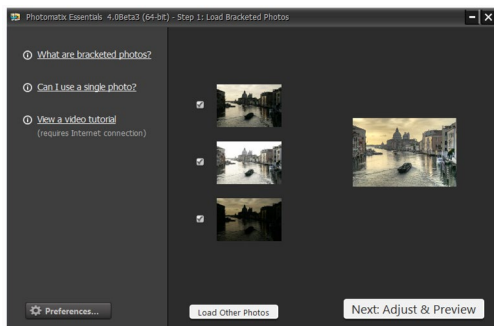 Photomatix Essentials 4.0Beta3 (64-bit) - Step 1: Load Bracketed Photos
What are bracketed photos?
Can I use a single photo?
View a video tutorial
(requires Internet connection)
Preferences...
Load Other Photos
Next: Adjust & Preview